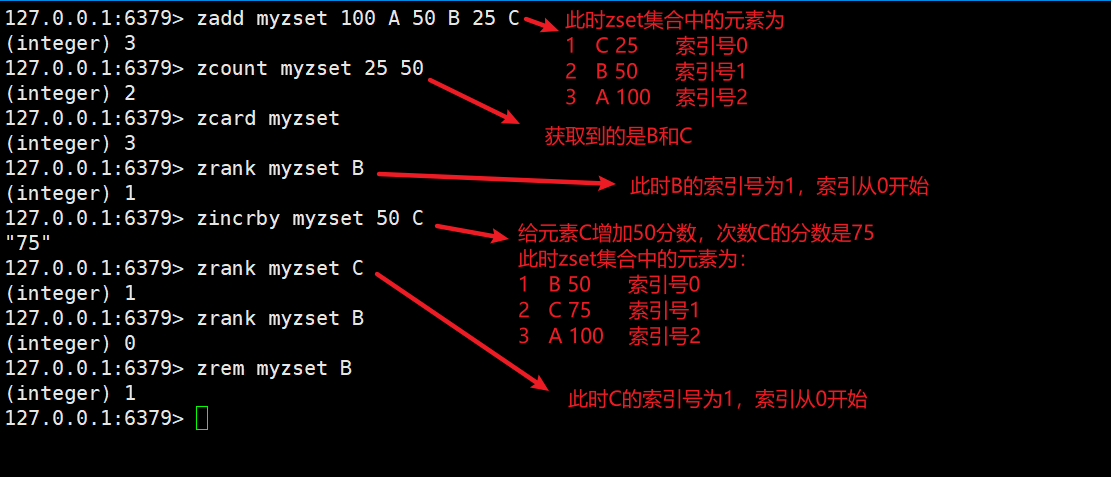 127.0.0.1:6379> zadd myzset 100 A 50 B 25 C
(integer) 3
127.0.0.1:6379> zcount myzset 25 50
(integer) 2
127.0.0.1:6379> zcard myzset
(integer) 3
127.0.0.1:6379> zrank myzset B
(integer) 1
127.0.0.1:6379> zincrby myzset 50 C
"75"
127.0.0.1:6379> zrank myzset C
(integer) 1
127.0.0.1:6379> zrank myzset B
(integer) 0
127.0.0.1:6379> zrem myzset B
(integer) 1
127.0.0.1:6379>
此时zset集合中的元素为
1 C 25 索引号0
2 B 50 索引号1
3 A 100 索引号2
获取到的是B和C
此时B的索引号为1，索引从0开始
给元素C增加50分数，次数C的分数是75
此时zset集合中的元素为：
1 B 50 索引号0
2 C 75 索引号1
3 A 100 索引号2
此时C的索引号为1，索引从0开始